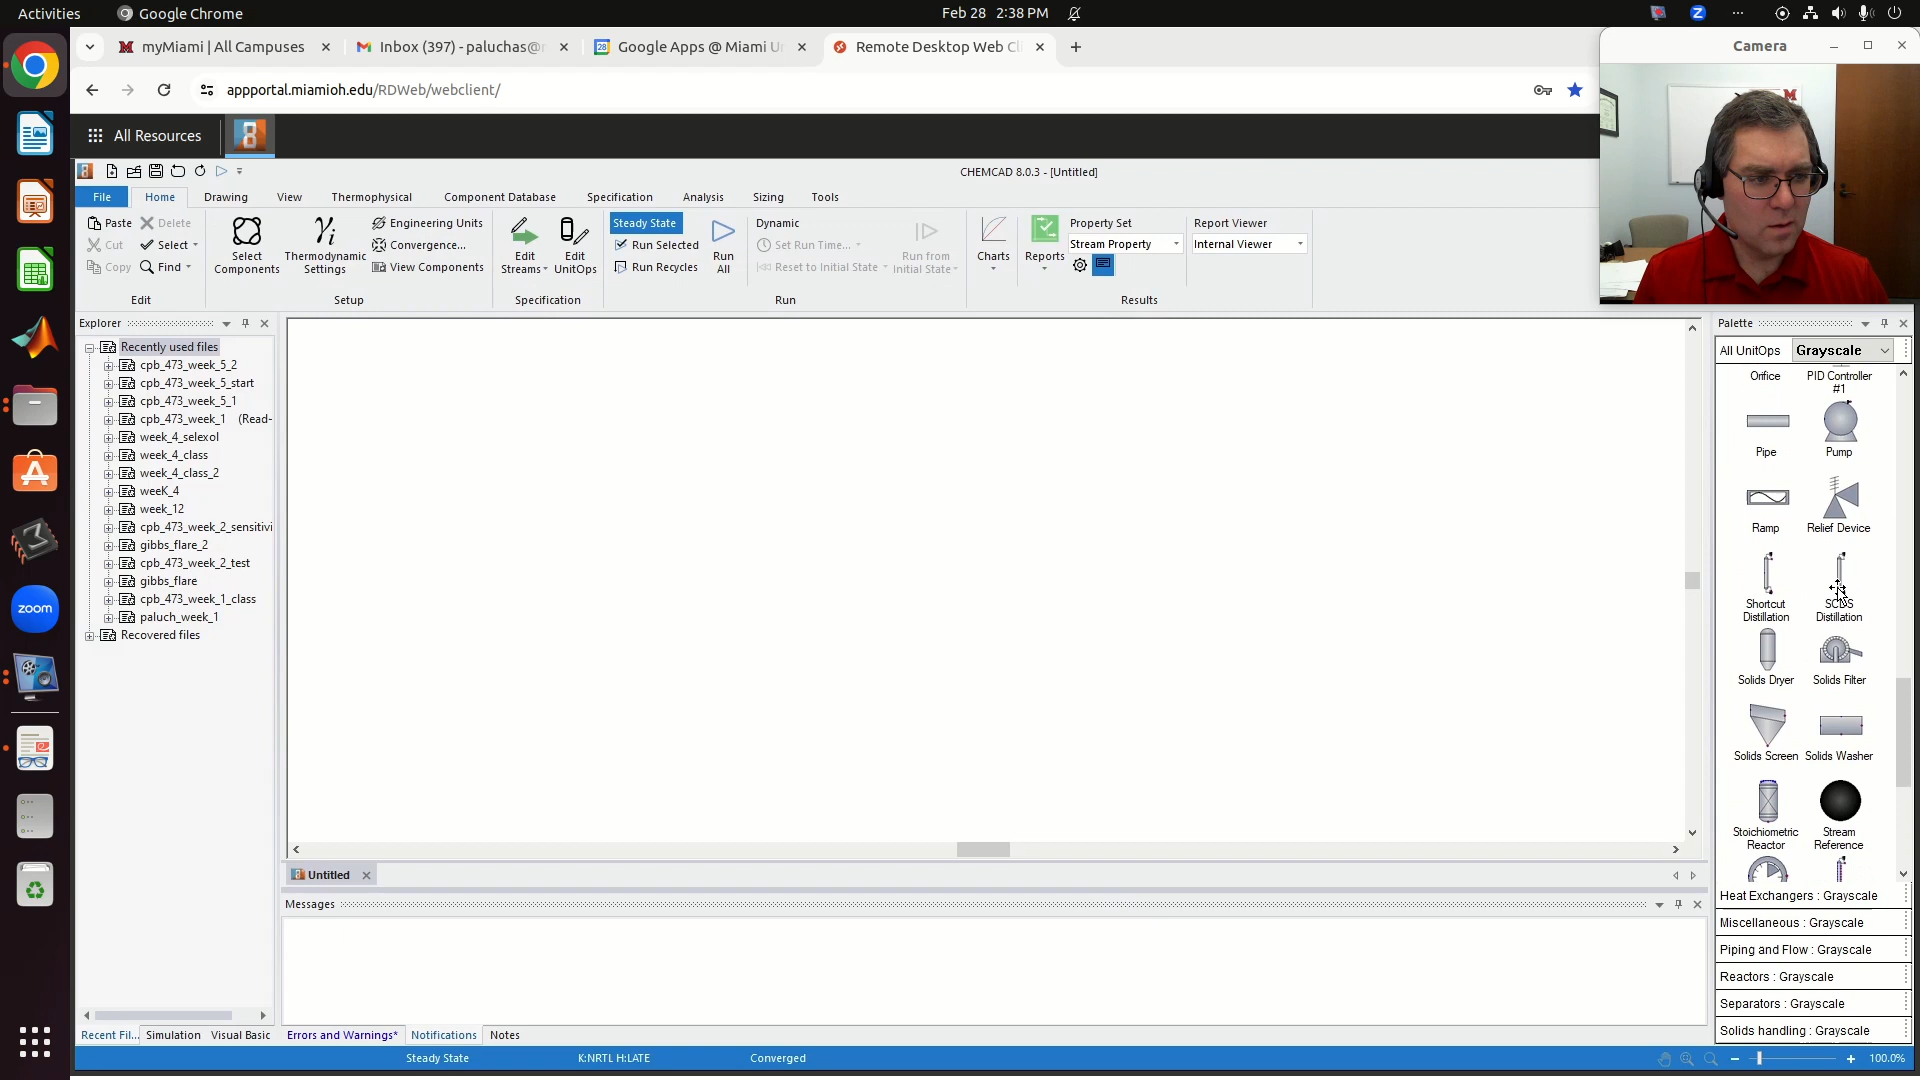 Activities
Google Chrome
Feb 28 2:38 PM
myMiami | All Campuses
Inbox (397) - paluchas@
Google Apps @ Miami U
Remote Desktop Web Cli
Camera
appportal.miamioh.edu/RDWeb/webclient/
All Resources
CHEMCAD 8.0.3 - [Untitled]
File
Home
Drawing
View
Thermophysical
Component Database
Specification
Analysis
Sizing
Tools
Paste
Delete
Cut
Select
Copy
Find
Edit
Select Components
Thermodynamic Settings
Engineering Units
Convergence...
View Components
Setup
Edit Streams
Edit UnitOps
Specification
Steady State
Run Selected
Run Recycles
Run All
Dynamic
Set Run Time...
Reset to Initial State
Run from Initial State
Run
Charts
Reports
Property Set
Stream Property
Report Viewer
Internal Viewer
Results
Explorer
Recently used files
cpb_473_week_5_2
cpb_473_week_5_start
cpb_473_week_5_1
cpb_473_week_1 (Read-
week_4_selexol
week_4_class
week_4_class_2
weeK_4
week_12
cpb_473_week_2_sensitivi
gibbs_flare_2
cpb_473_week_2_test
gibbs_flare
cpb_473_week_1_class
paluch_week_1
Recovered files
Recent Fil...
Simulation
Visual Basic
Untitled
Messages
Errors and Warnings*
Notifications
Notes
Palette
All UnitOps
Grayscale
Orifice
PID Controller #1
Pipe
Pump
Ramp
Relief Device
Shortcut Distillation
SCDS Distillation
Solids Dryer
Solids Filter
Solids Screen
Solids Washer
Stoichiometric Reactor
Stream Reference
Heat Exchangers : Grayscale
Miscellaneous : Grayscale
Piping and Flow : Grayscale
Reactors : Grayscale
Separators : Grayscale
Solids handling : Grayscale
zoom
Steady State
K:NRTL H:LATE
Converged
100.0%